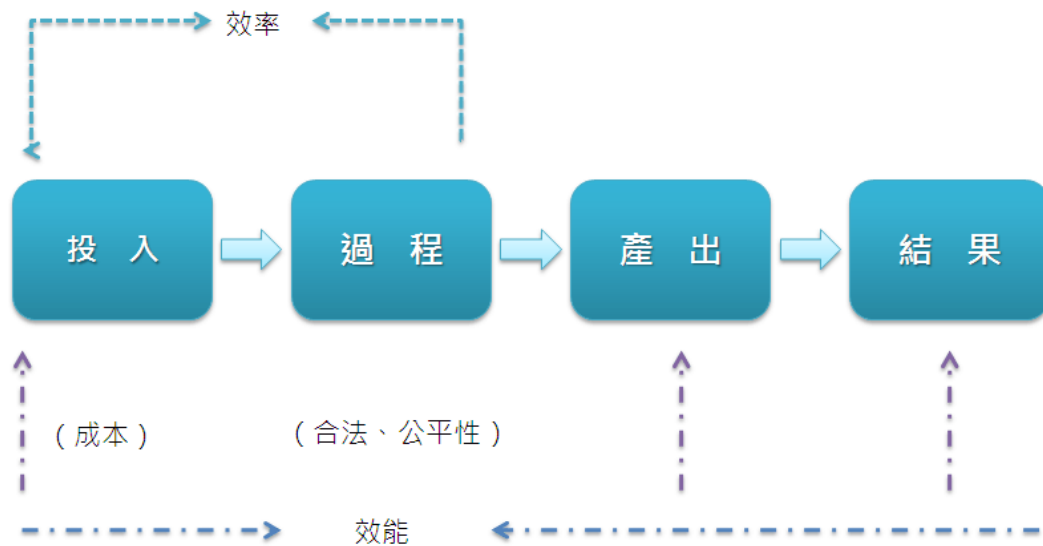 效率
投 入
過 程
產 出
結 果
（成本）
（合法、公平性）
效能